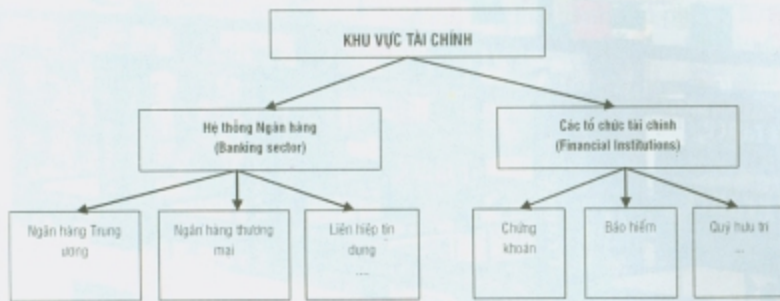 KHU VỰC TÀI CHÍNH
Hệ thống Ngân hàng
(Banking sector)
Các tổ chức tài chính
(Financial Institutions)
Ngân hàng Trung
ương
Ngân hàng thương
mại
Liên hiệp tín
dụng
....
Chứng
khoán
Bảo hiểm
Quỹ hưu trí
...